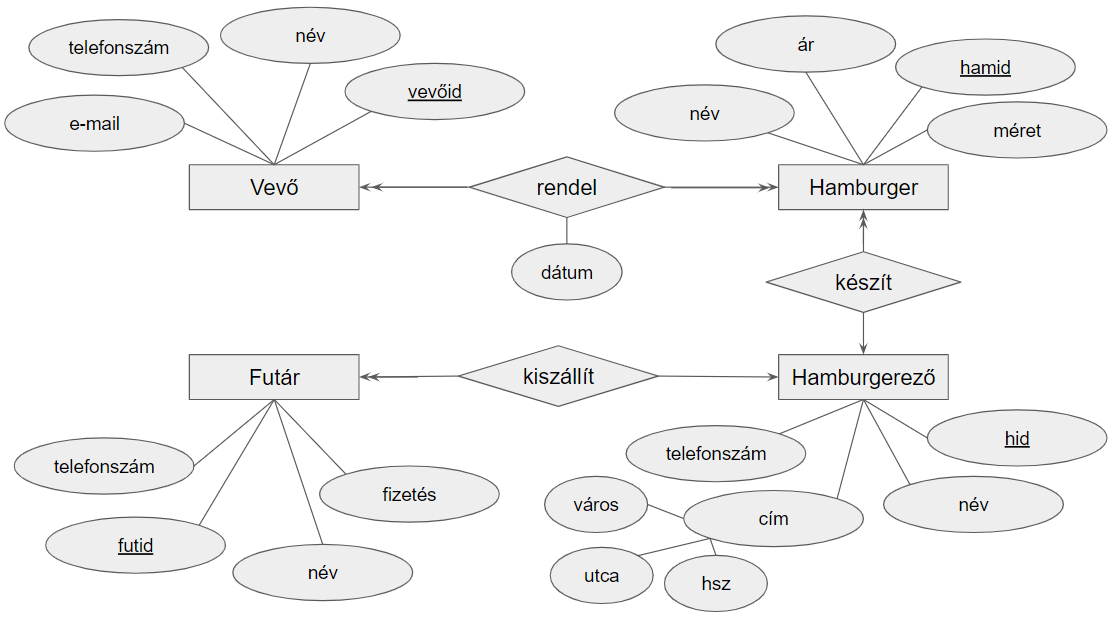 telefonszám
név
e-mail
vevőid
Vevő
ár
hamid
név
méret
Hamburger
rendel
dátum
készít
Futár
kiszállít
Hamburgerező
telefonszám
fizetés
futid
név
telefonszám
hid
város
cím
név
utca
hsz